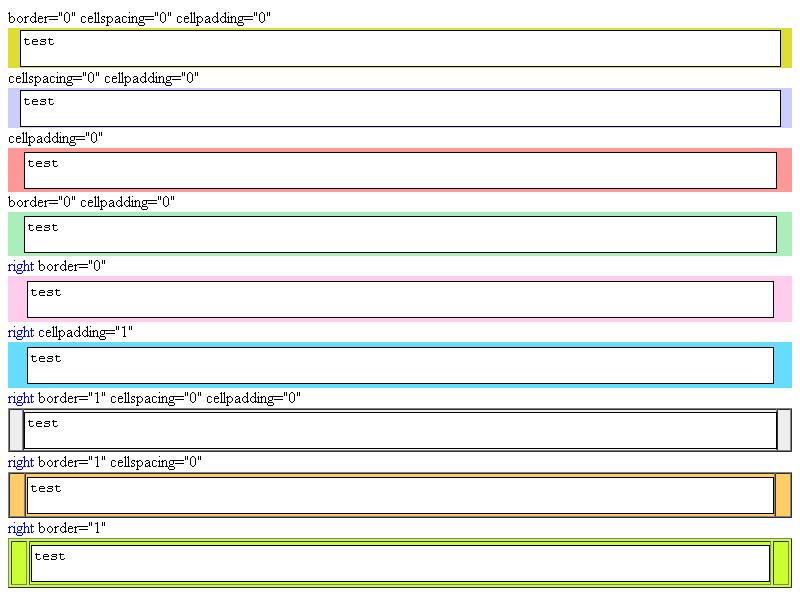 border="0" cellspacing="0" cellpadding="0"
test
cellspacing="0" cellpadding="0"
test
cellpadding="0"
test
border="0" cellpadding="0"
test
right border="0"
test
right cellpadding="1"
test
right border="1" cellspacing="0" cellpadding="0"
test
right border="1" cellspacing="0"
test
right border="1"
test